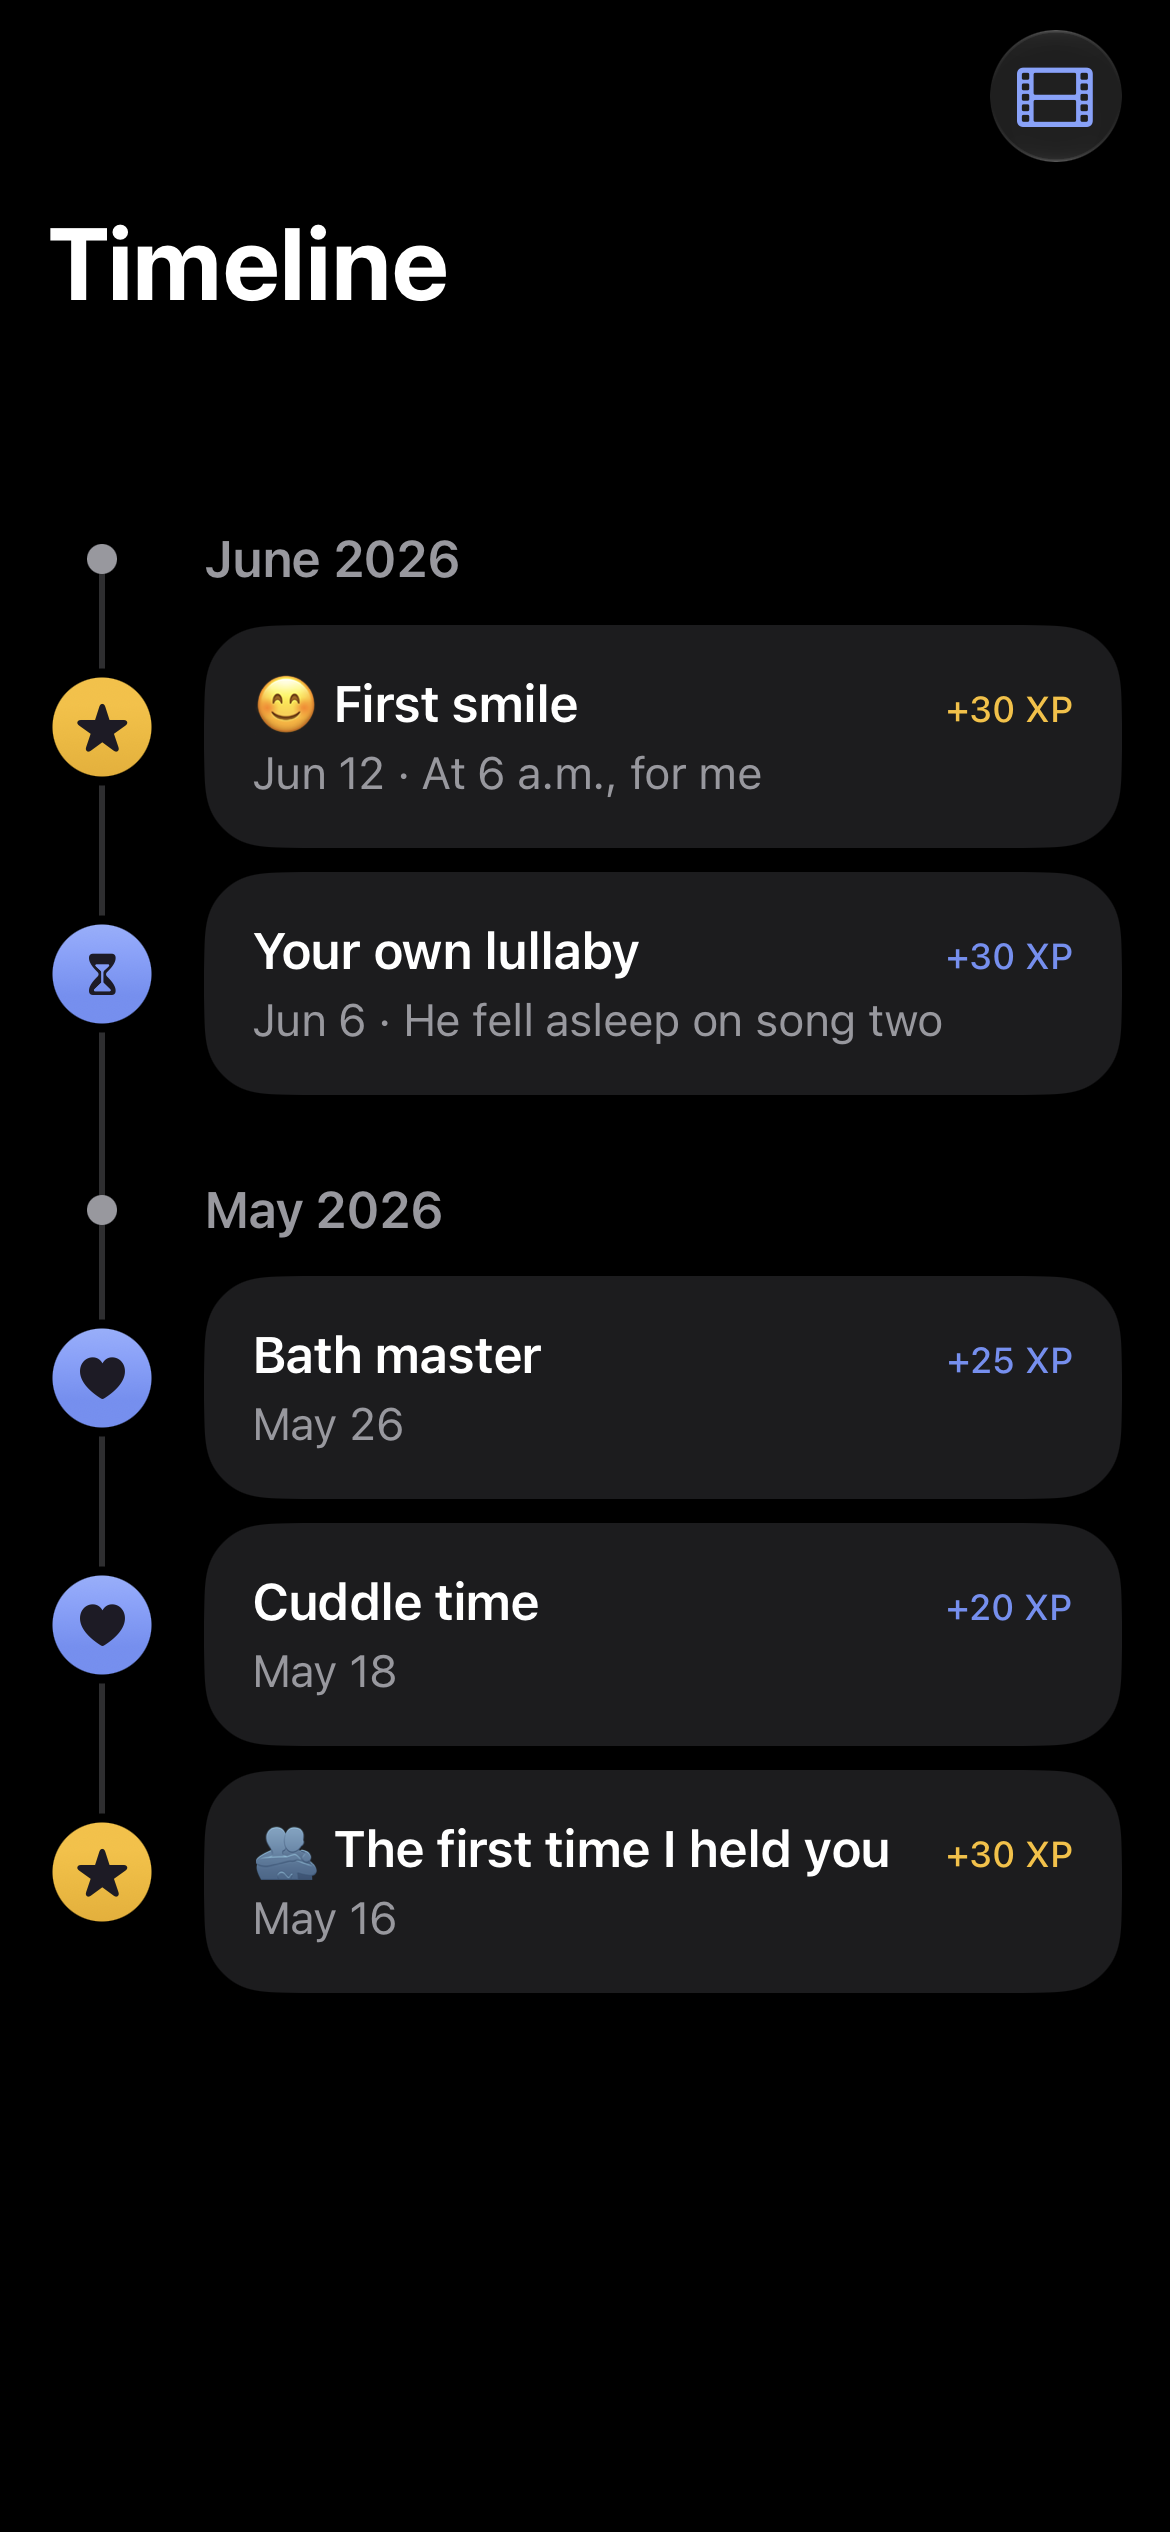 Timeline
June 2026
😊 First smile
+30 XP
Jun 12 · At 6 a.m., for me
Your own lullaby
+30 XP
Jun 6 · He fell asleep on song two
May 2026
Bath master
+25 XP
May 26
Cuddle time
+20 XP
May 18
🫂 The first time I held you
+30 XP
May 16